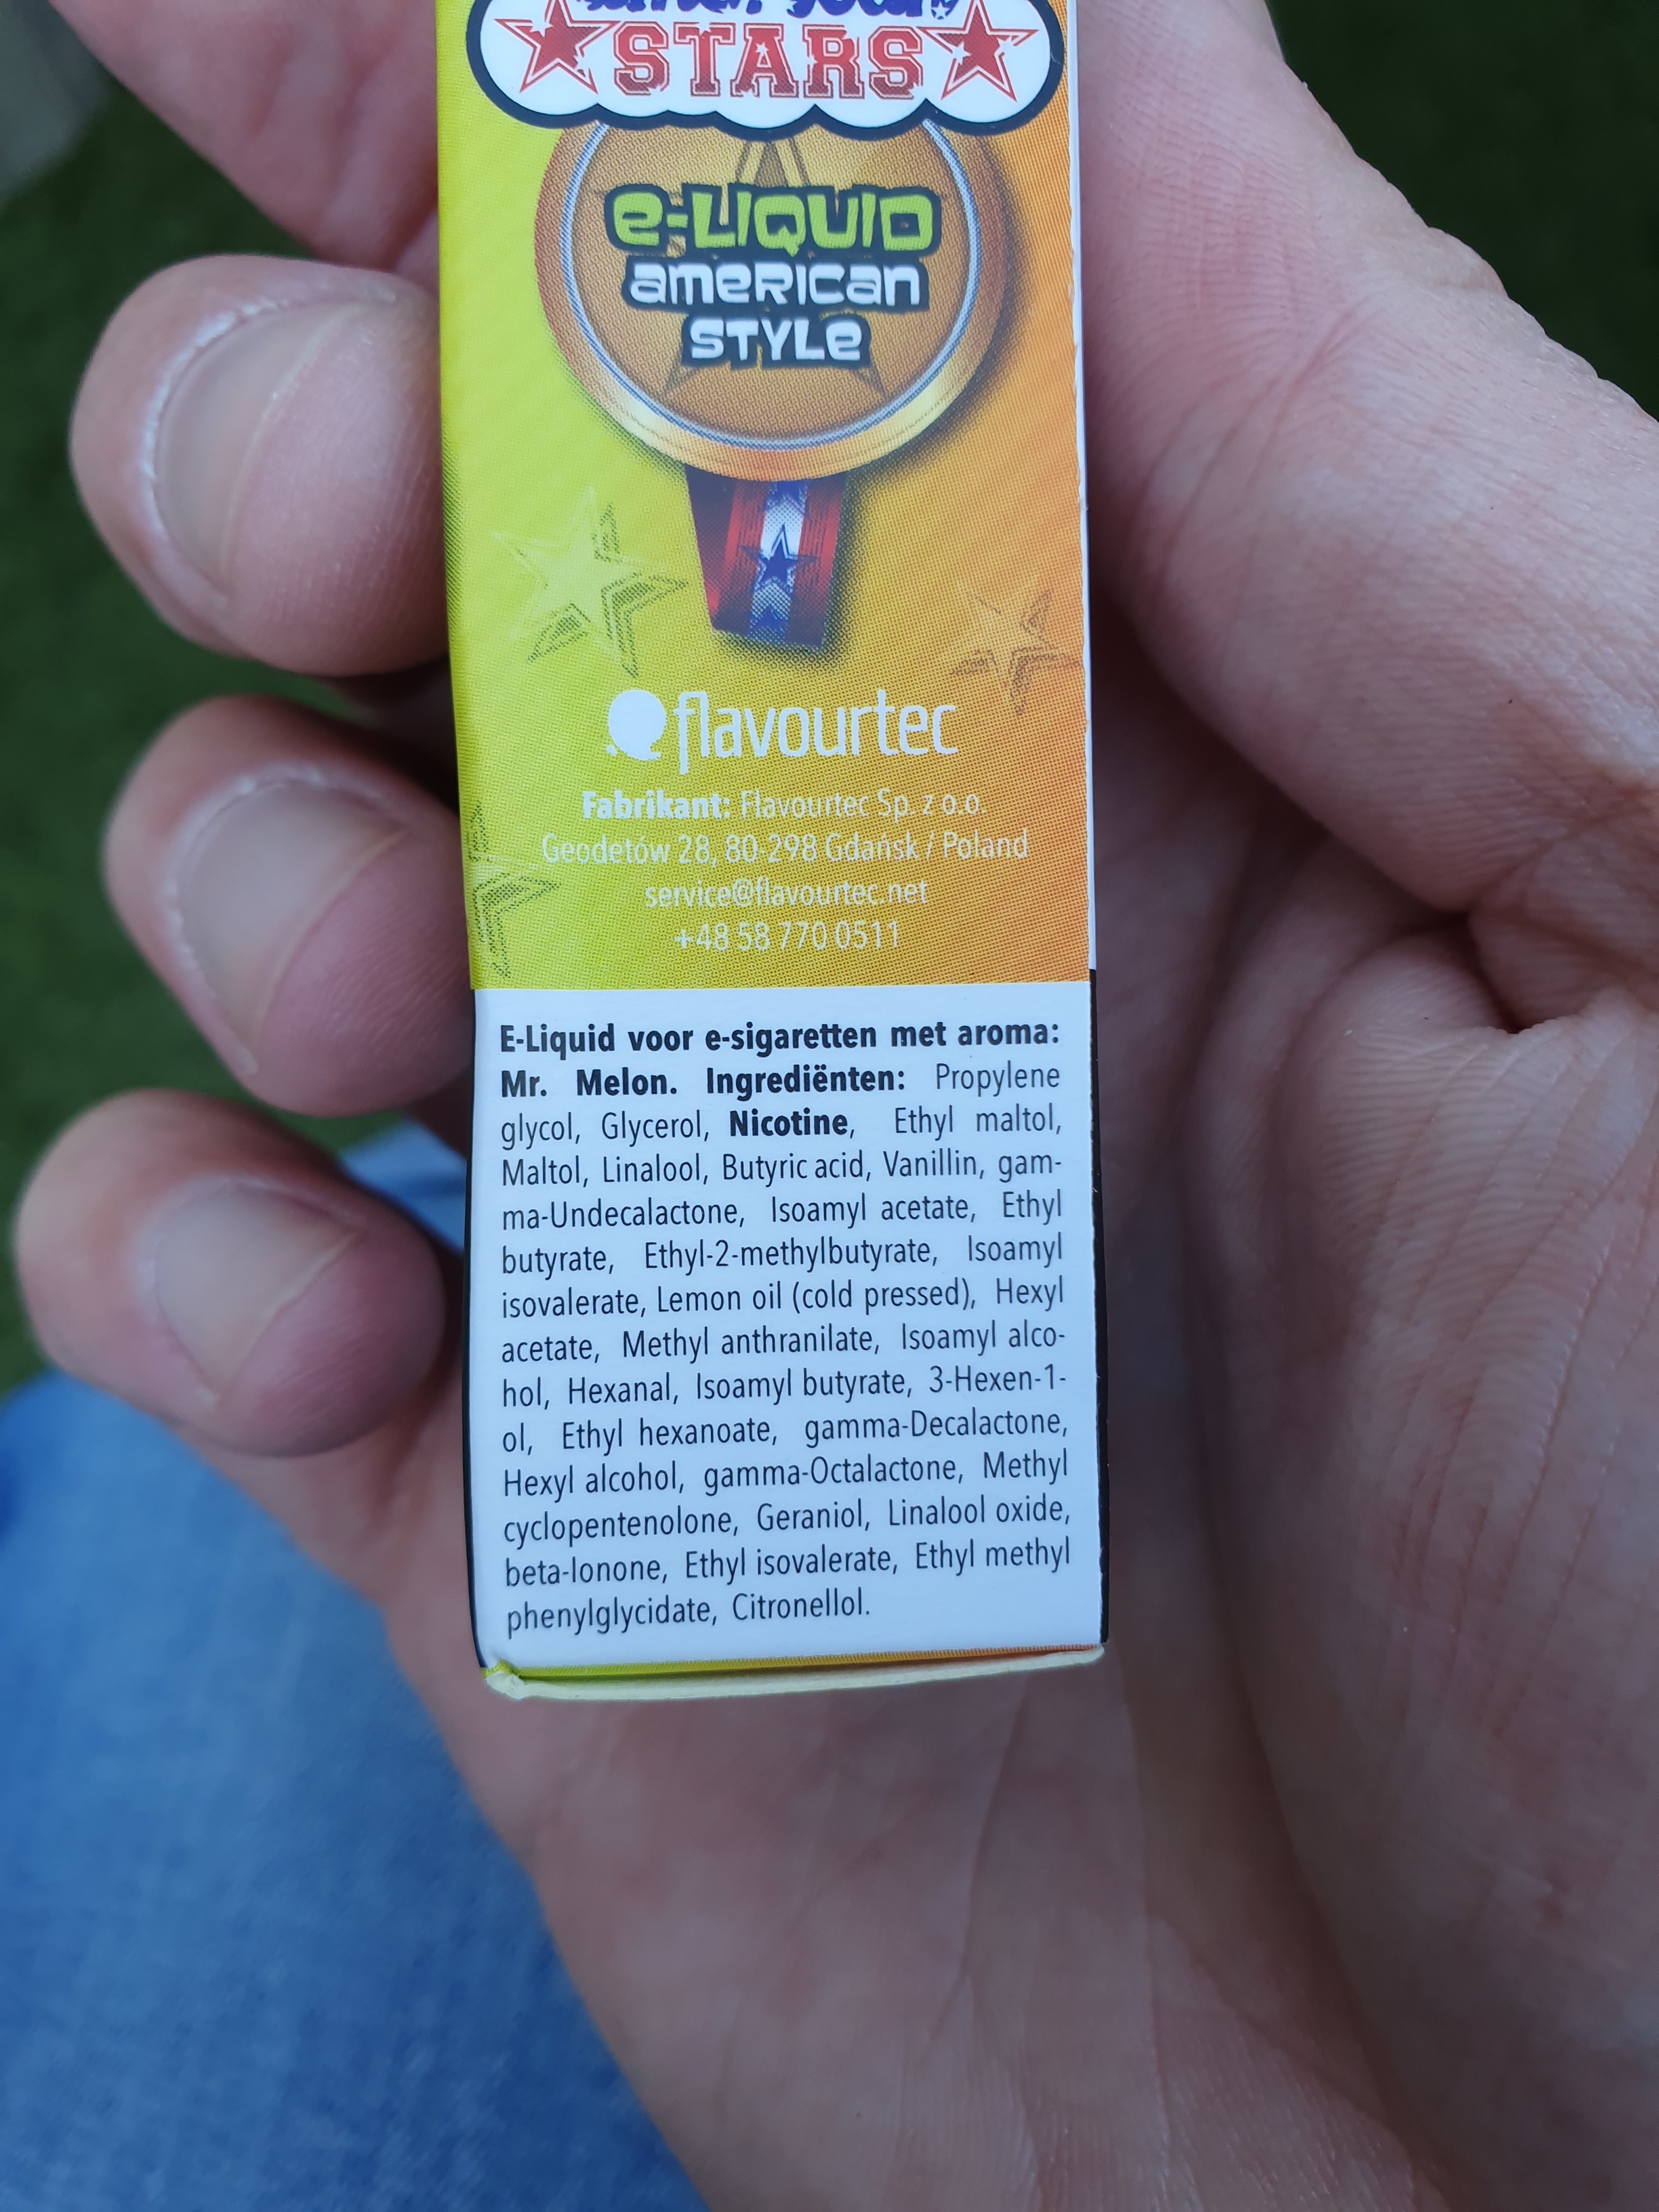 your
STARS
e-LIQUID
american
STYLe
flavourtec
Fabrikant: Flavourtec Sp. z o.o.
Geodetów 28, 80-298 Gdańsk / Poland
service@flavourtec.net
+48 58 770 0511
E-Liquid voor e-sigaretten met aroma:
Mr. Melon. Ingrediënten: Propylene
glycol, Glycerol, Nicotine, Ethyl maltol,
Maltol, Linalool, Butyric acid, Vanillin, gam-
ma-Undecalactone, Isoamyl acetate, Ethyl
butyrate, Ethyl-2-methylbutyrate, Isoamyl
isovalerate, Lemon oil (cold pressed), Hexyl
acetate, Methyl anthranilate, Isoamyl alco-
hol, Hexanal, Isoamyl butyrate, 3-Hexen-1-
ol, Ethyl hexanoate, gamma-Decalactone,
Hexyl alcohol, gamma-Octalactone, Methyl
cyclopentenolone, Geraniol, Linalool oxide,
beta-Ionone, Ethyl isovalerate, Ethyl methyl
phenylglycidate, Citronellol.